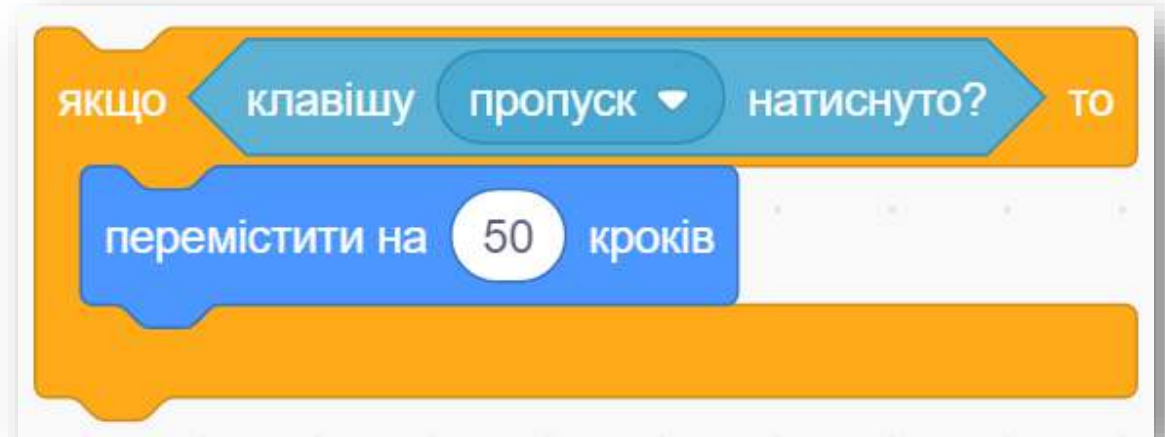 якщо клавішу пропуск натиснуто? то
перемістити на 50 кроків